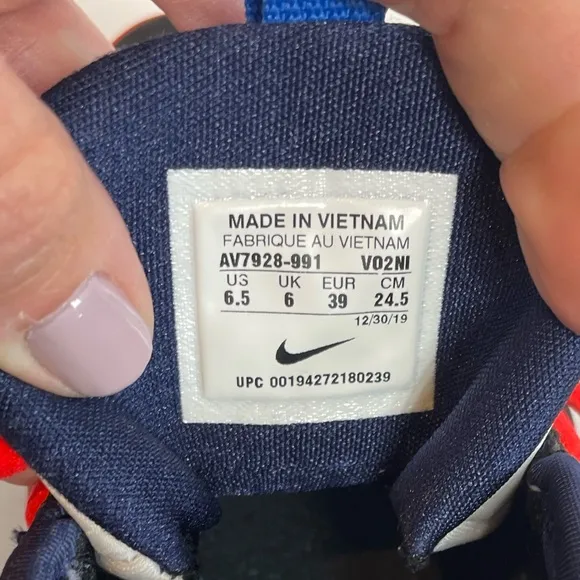 MADE IN VIETNAM
FABRIQUE AU VIETNAM
AV7928-991 V02NI
US UK EUR CM
6.5 6 39 24.5
12/30/19
UPC 00194272180239